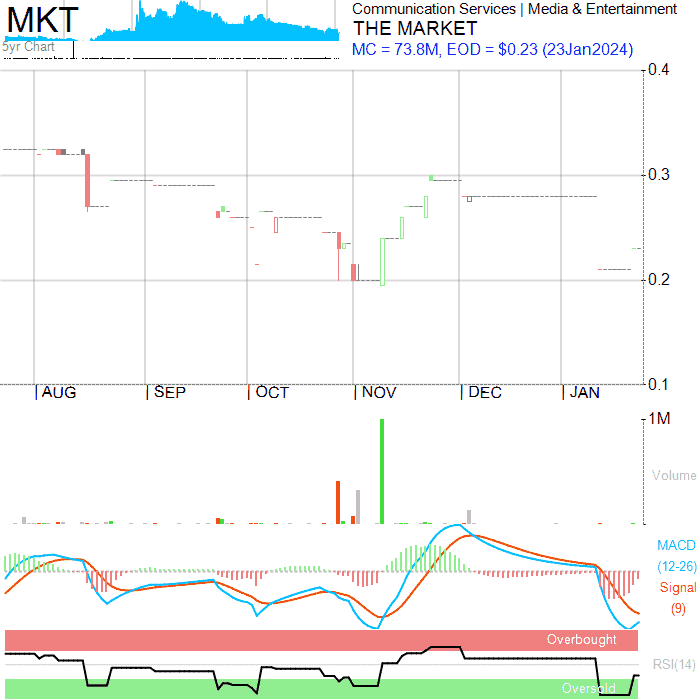 MKT
5yr Chart
Communication Services | Media & Entertainment
THE MARKET
MC = 73.8M, EOD = $0.23 (23Jan2024)
0.4
0.3
0.2
0.1
AUG SEP OCT NOV DEC JAN
1M
Volume
MACD
(12-26)
Signal
(9)
Overbought
RSI(14)
Oversold